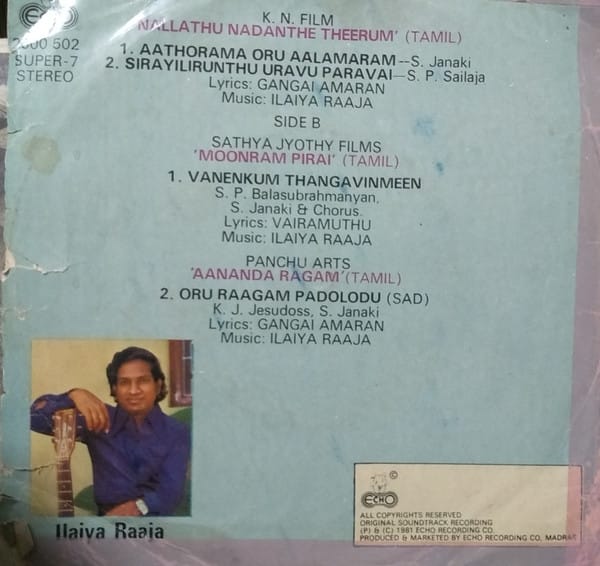 ECHO
2600 502
SUPER-7
STEREO
K. N. FILM
'NALLATHU NADANTHE THEERUM' (TAMIL)
1. AATHORAMA ORU AALAMARAM--S. Janaki
2. SIRAYILIRUNTHU URAVU PARAVAI—S. P. Sailaja
Lyrics: GANGAI AMARAN
Music: ILAIYA RAAJA
SIDE B
SATHYA JYOTHY FILMS
'MOONRAM PIRAI' (TAMIL)
1. VANENKUM THANGAVINMEEN
S. P. Balasubrahmanyan,
S. Janaki & Chorus.
Lyrics: VAIRAMUTHU
Music: ILAIYA RAAJA
PANCHU ARTS
'AANANDA RAGAM' (TAMIL)
2. ORU RAAGAM PADOLODU (SAD)
K. J. Jesudoss, S. Janaki
Lyrics: GANGAI AMARAN
Music: ILAIYA RAAJA
Ilaiya Raaja
©
ECHO
ALL COPYRIGHTS RESERVED
ORIGINAL SOUNDTRACK RECORDING
(P) & (C) 1981 ECHO RECORDING CO.
PRODUCED & MARKETED BY ECHO RECORDING CO, MADRAS